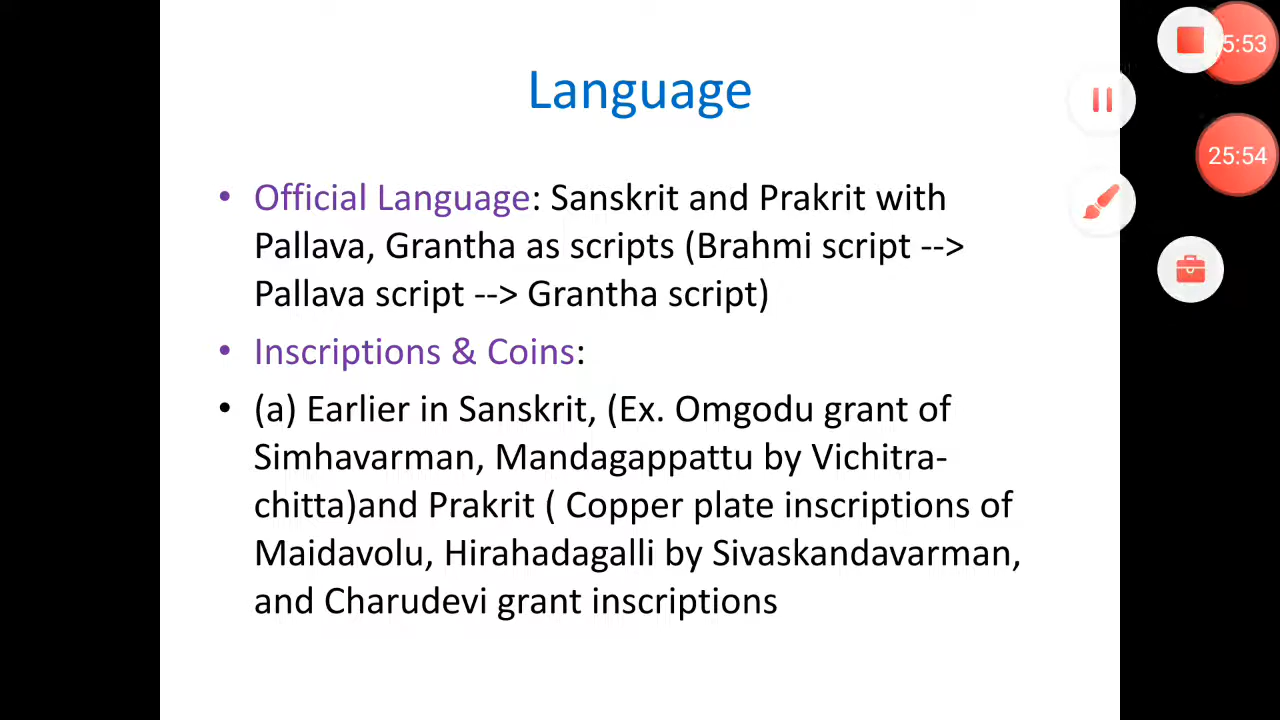 Language
• Official Language: Sanskrit and Prakrit with
Pallava, Grantha as scripts (Brahmi script -->
Pallava script --> Grantha script)
• Inscriptions & Coins:
• (a) Earlier in Sanskrit, (Ex. Omgodu grant of
Simhavarman, Mandagappattu by Vichitra-
chitta)and Prakrit ( Copper plate inscriptions of
Maidavolu, Hirahadagalli by Sivaskandavarman,
and Charudevi grant inscriptions
5:53
25:54